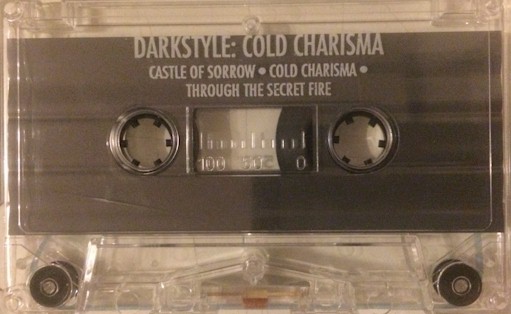 DARKSTYLE: COLD CHARISMA
CASTLE OF SORROW • COLD CHARISMA •
THROUGH THE SECRET FIRE
100 50 0